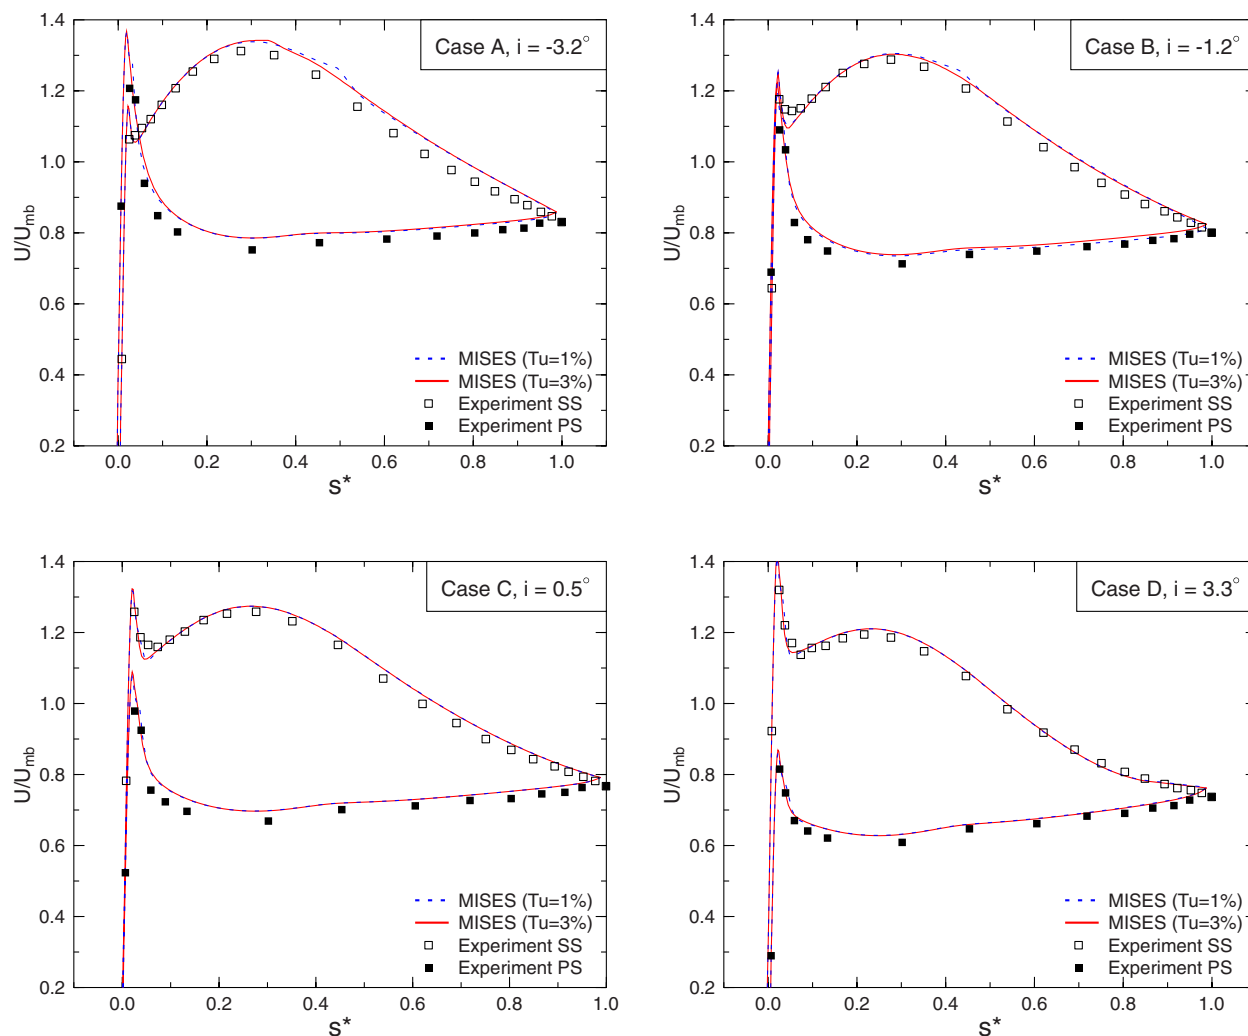 1.4
1.2
1.0
0.8
0.6
0.4
0.2
U/Umb
Case A, i = -3.2°
MISES (Tu=1%)
MISES (Tu=3%)
Experiment SS
Experiment PS
0.0 0.2 0.4 0.6 0.8 1.0
s*
1.4
1.2
1.0
0.8
0.6
0.4
0.2
U/Umb
Case B, i = -1.2°
MISES (Tu=1%)
MISES (Tu=3%)
Experiment SS
Experiment PS
0.0 0.2 0.4 0.6 0.8 1.0
s*
1.4
1.2
1.0
0.8
0.6
0.4
0.2
U/Umb
Case C, i = 0.5°
MISES (Tu=1%)
MISES (Tu=3%)
Experiment SS
Experiment PS
0.0 0.2 0.4 0.6 0.8 1.0
s*
1.4
1.2
1.0
0.8
0.6
0.4
0.2
U/Umb
Case D, i = 3.3°
MISES (Tu=1%)
MISES (Tu=3%)
Experiment SS
Experiment PS
0.0 0.2 0.4 0.6 0.8 1.0
s*